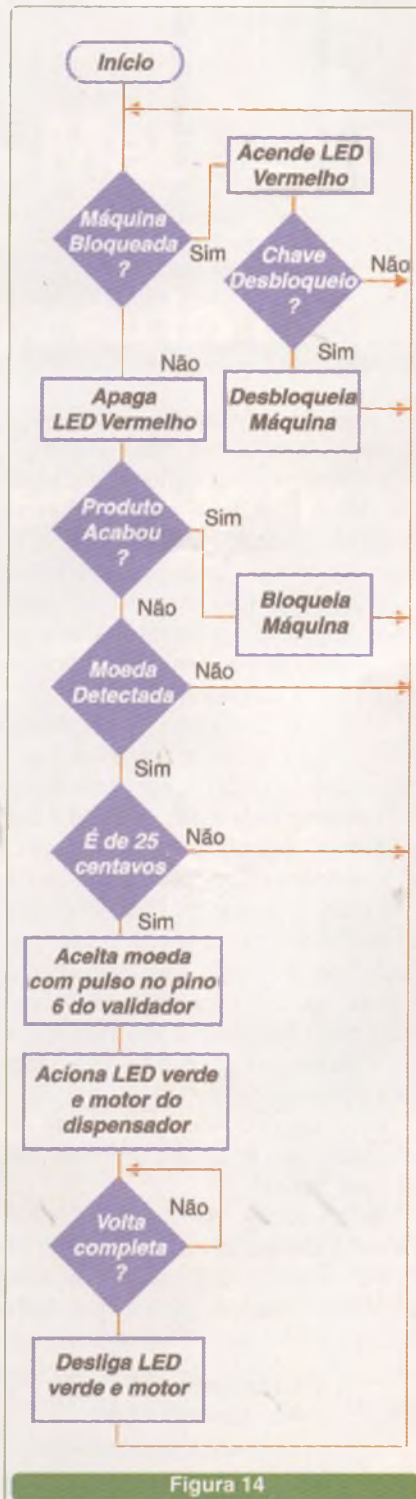 Início
Acende LED
Vermelho
Máquina
Bloqueada
?
Sim
Chave
Desbloqueio
?
Não
Sim
Não
Apaga
LED Vermelho
Desbloqueia
Máquina
Produto
Acabou
?
Sim
Não
Bloqueia
Máquina
Moeda
Detectada
Não
Sim
É de 25
centavos
Não
Sim
Aceita moeda
com pulso no pino
6 do validador
Aciona LED verde
e motor do
dispensador
Volta
completa
?
Não
Desliga LED
verde e motor
Figura 14